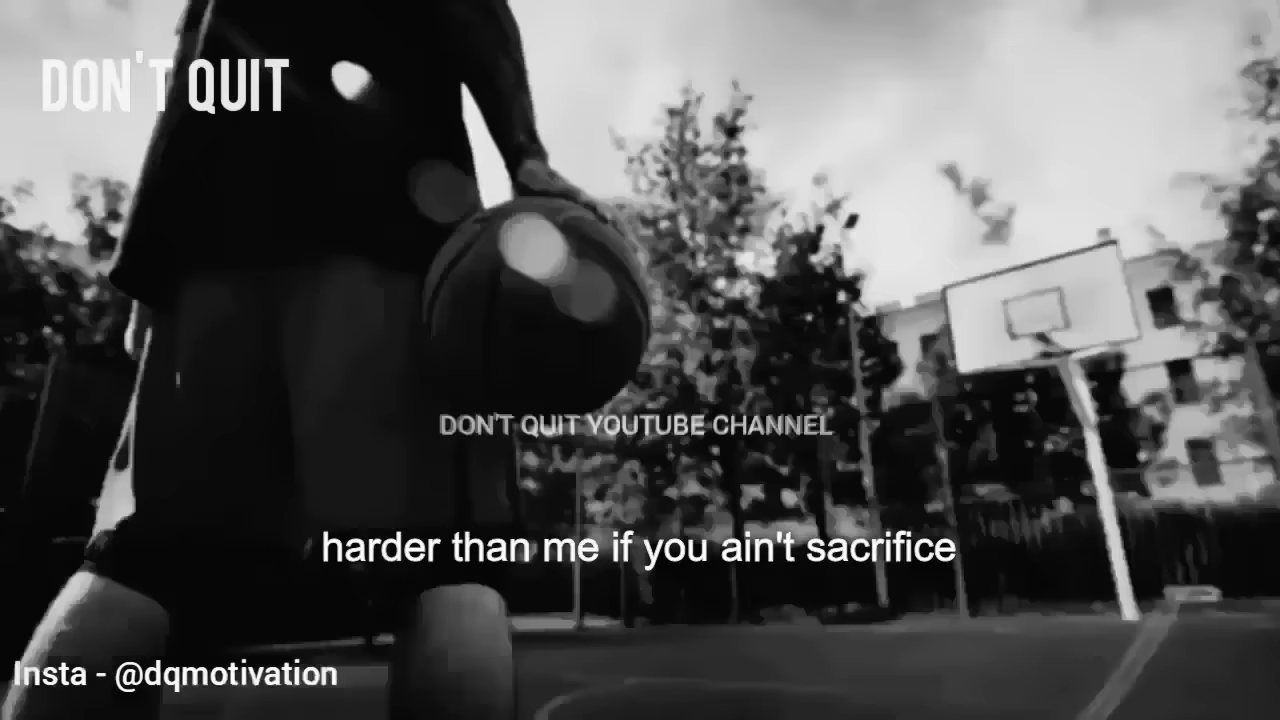 DON'T QUIT
DON'T QUIT YOUTUBE CHANNEL
harder than me if you ain't sacrifice
Insta - @dqmotivation